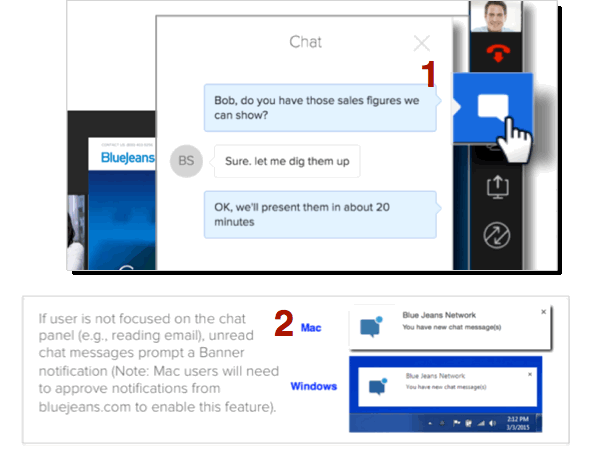 Chat
1
Bob, do you have those sales figures we
can show?
BS
Sure. let me dig them up
OK, we'll present them in about 20
minutes
BlueJeans
If user is not focused on the chat
panel (e.g., reading email), unread
chat messages prompt a Banner
notification (Note: Mac users will need
to approve notifications from
bluejeans.com to enable this feature).
2
Mac
Blue Jeans Network
You have new chat message(s)
Windows
Blue Jeans Network
You have new chat message(s)
2:12 PM
3/3/2015